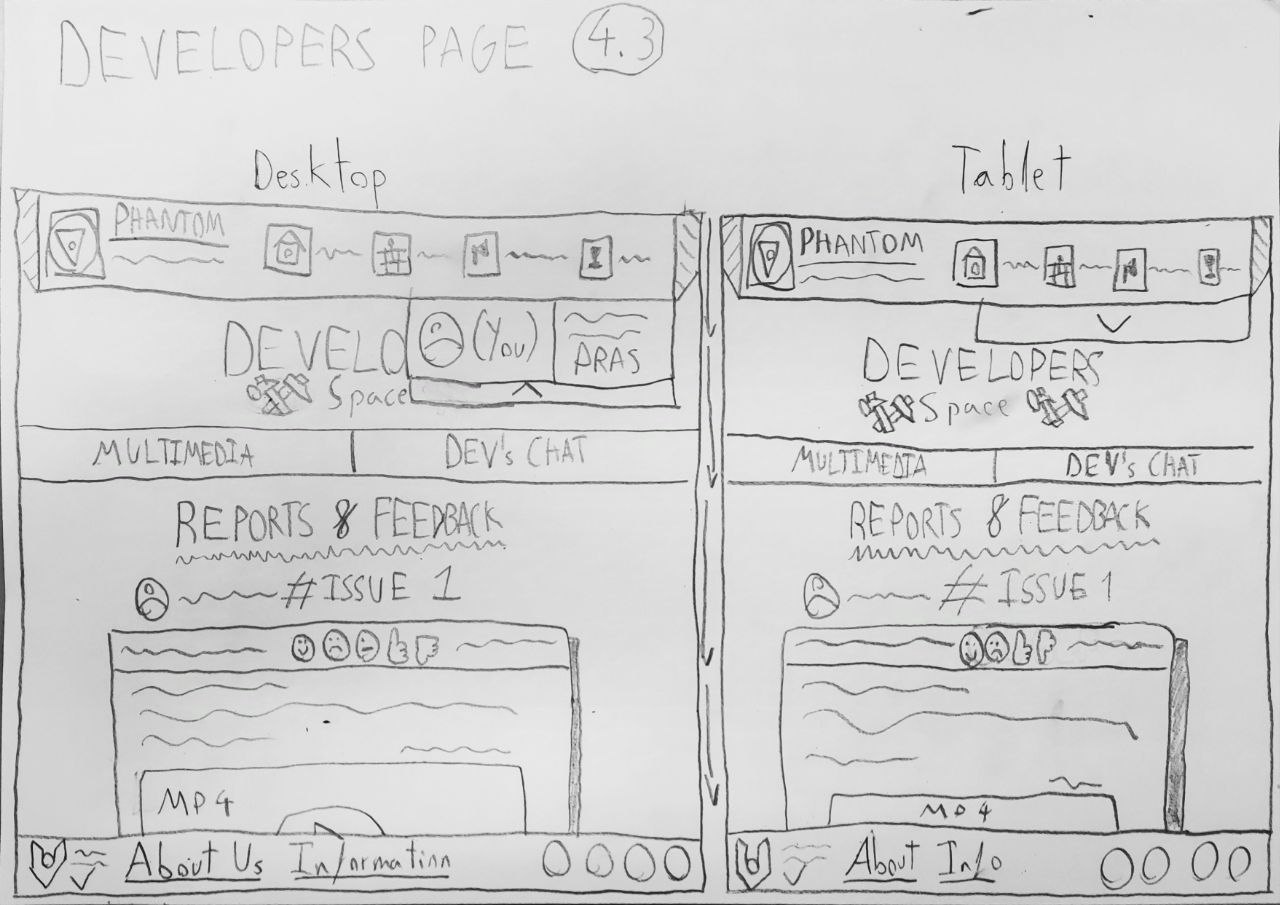 DEVELOPERS PAGE 4.3
Desktop
PHANTOM
DEVELO
(You)
ARAS
Space
MULTIMEDIA
DEV's CHAT
REPORTS & FEEDBACK
#ISSUE 1
MP4
About Us Information
Tablet
PHANTOM
DEVELOPERS
Space
MULTIMEDIA
DEV's CHAT
REPORTS & FEEDBACK
#ISSUE 1
MP4
About Info